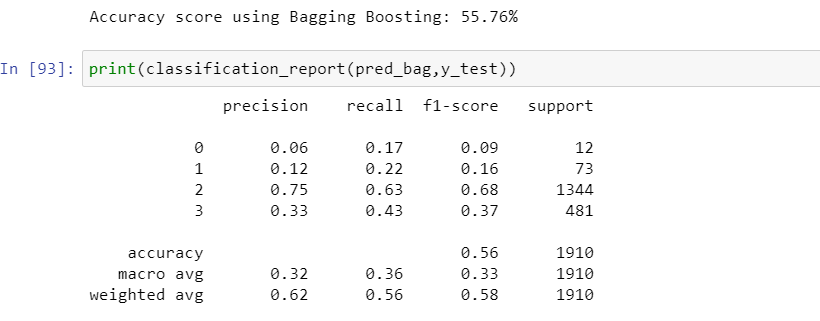 Accuracy score using Bagging Boosting: 55.76%
In [93]: print(classification_report(pred_bag,y_test))
precision recall f1-score support
0 0.06 0.17 0.09 12
1 0.12 0.22 0.16 73
2 0.75 0.63 0.68 1344
3 0.33 0.43 0.37 481
accuracy 0.56 1910
macro avg 0.32 0.36 0.33 1910
weighted avg 0.62 0.56 0.58 1910